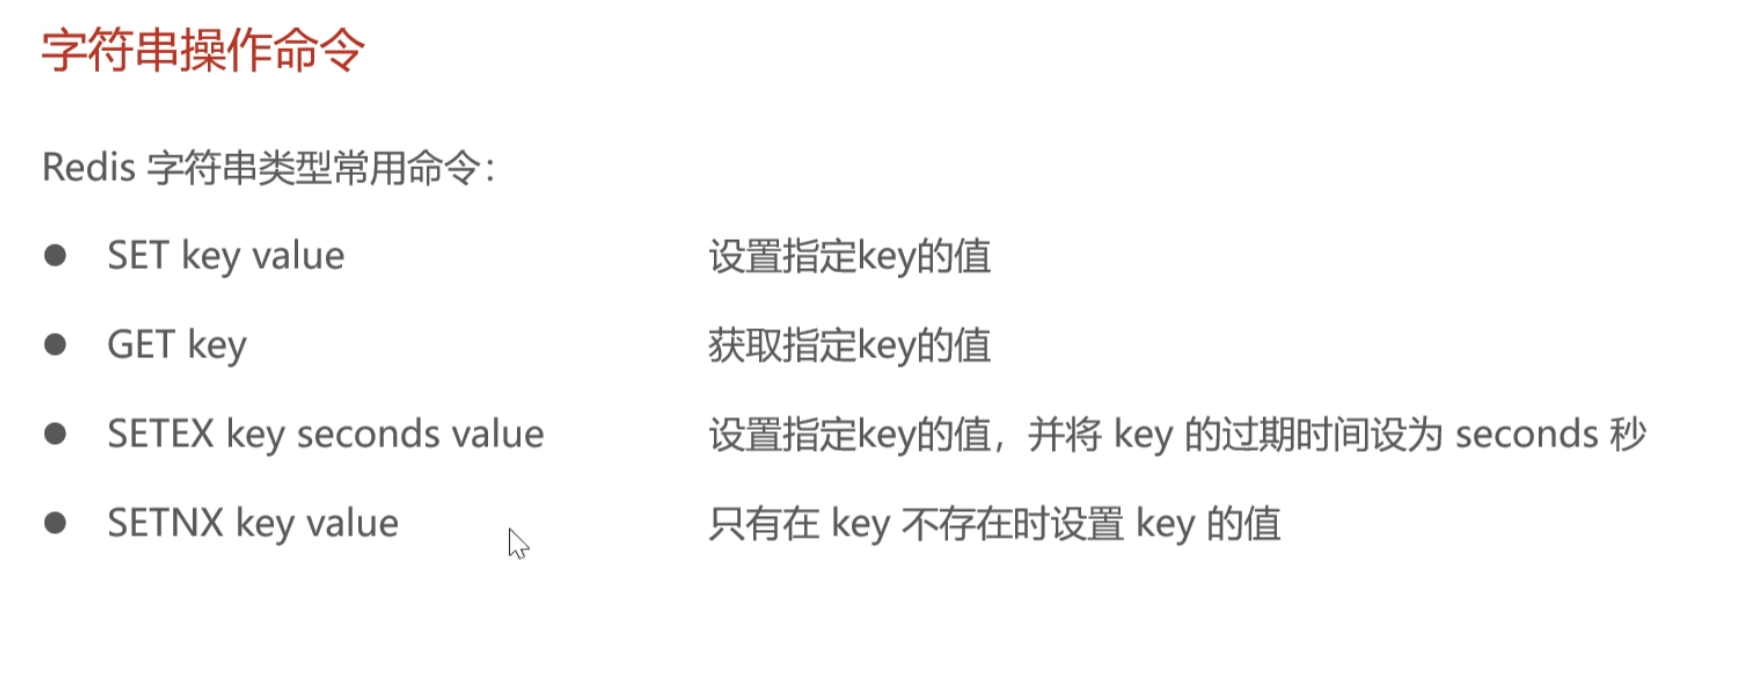 字符串操作命令
Redis 字符串类型常用命令：
● SET key value 设置指定key的值
● GET key 获取指定key的值
● SETEX key seconds value 设置指定key的值，并将 key 的过期时间设为 seconds 秒
● SETNX key value 只有在 key 不存在时设置 key 的值